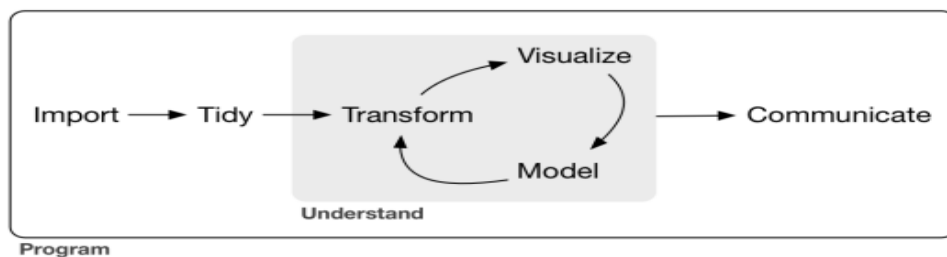 Visualize
Import
Tidy
Transform
Communicate
Model
Understand
Program